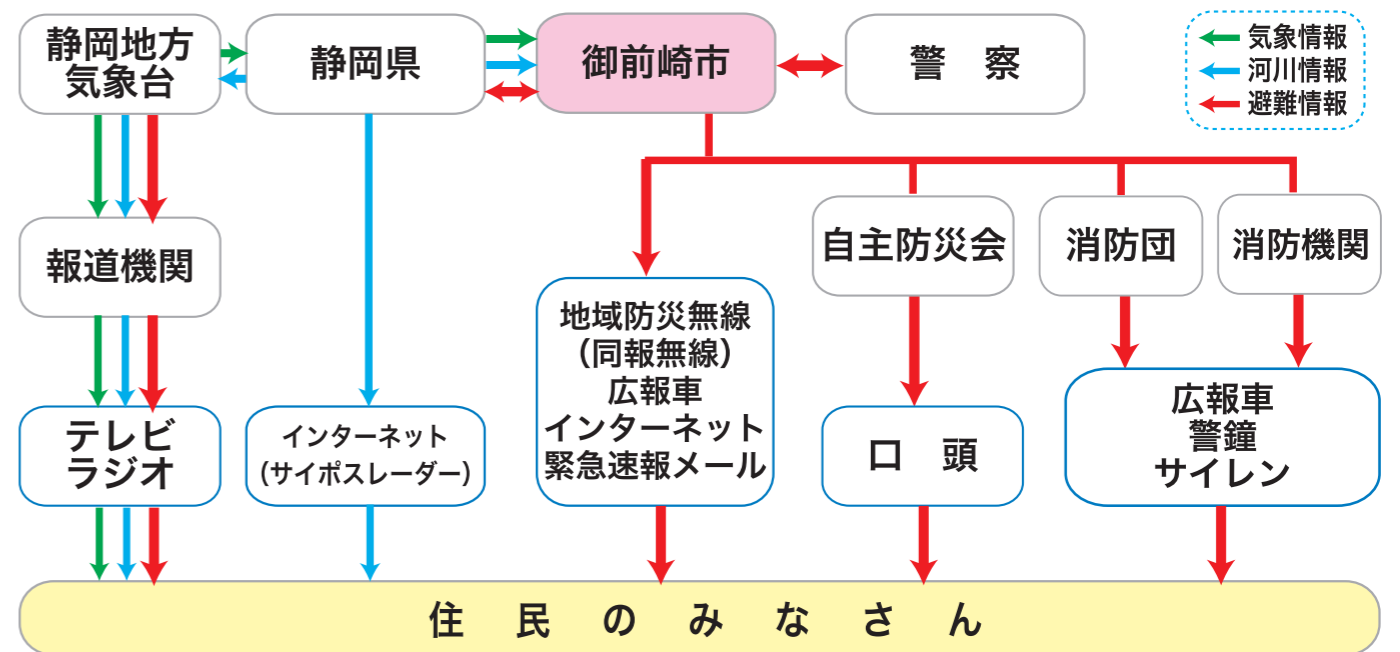 静岡地方
気象台
静岡県
御前崎市
警　察
気象情報
河川情報
避難情報
報道機関
自主防災会
消防団
消防機関
地域防災無線
（同報無線）
広報車
インターネット
緊急速報メール
テレビ
ラジオ
インターネット
（サイポスレーダー）
口　頭
広報車
警鐘
サイレン
住　民　の　み　な　さ　ん